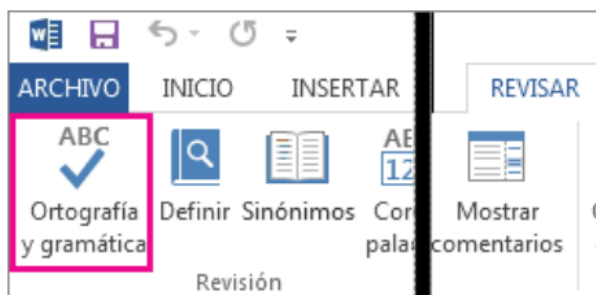 ARCHIVO INICIO INSERTAR REVISAR
ABC
Ortografía Definir Sinónimos Mostrar
y gramática comentarios
Revisión